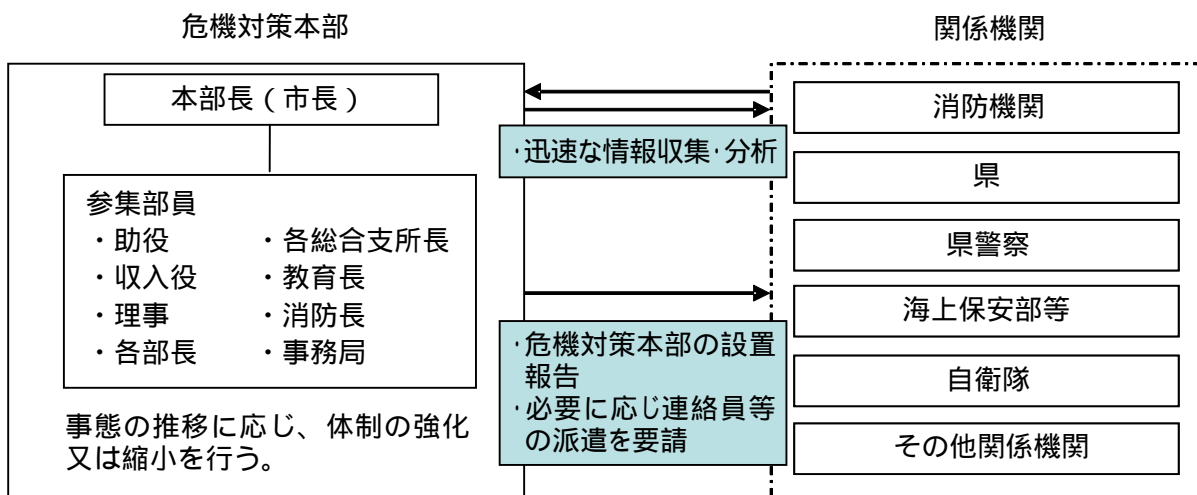 危機対策本部
本部長（市長）
参集部員
・助役
・収入役
・理事
・各部長
・各総合支所長
・教育長
・消防長
・事務局
事態の推移に応じ、体制の強化
又は縮小を行う。
・迅速な情報収集・分析
・危機対策本部の設置
報告
・必要に応じ連絡員等
の派遣を要請
関係機関
消防機関
県
県警察
海上保安部等
自衛隊
その他関係機関